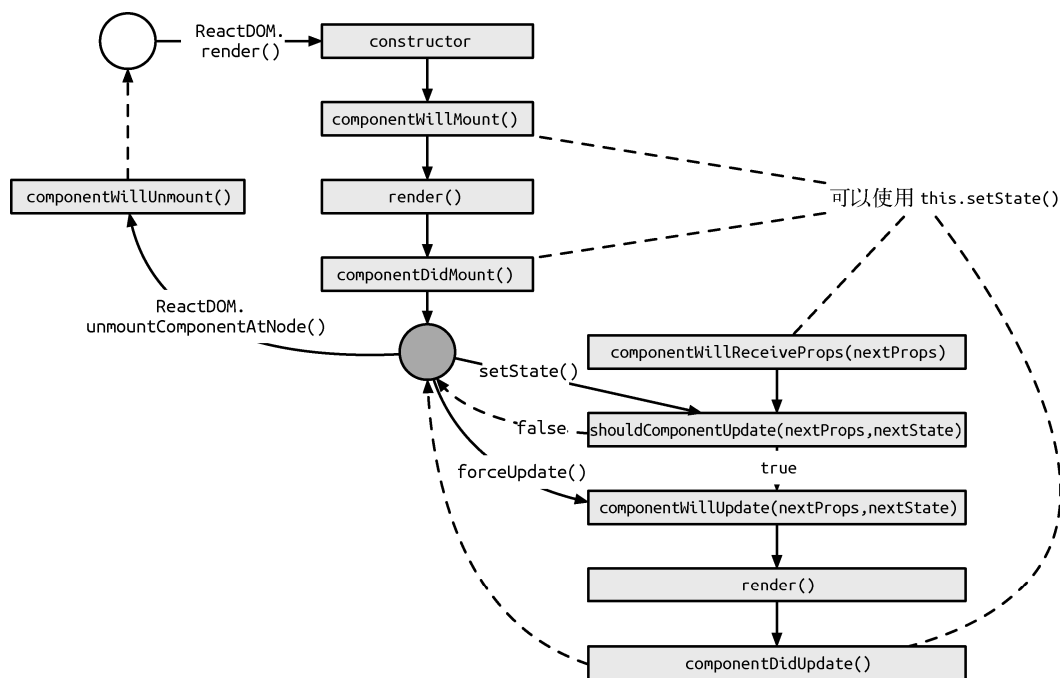 ReactDOM.
render()
constructor
componentWillMount()
componentWillUnmount()
render()
可以使用 this.setState()
componentDidMount()
ReactDOM.
unmountComponentAtNode()
componentWillReceiveProps(nextProps)
setState()
false
shouldComponentUpdate(nextProps,nextState)
true
forceUpdate()
componentWillUpdate(nextProps,nextState)
render()
componentDidUpdate()